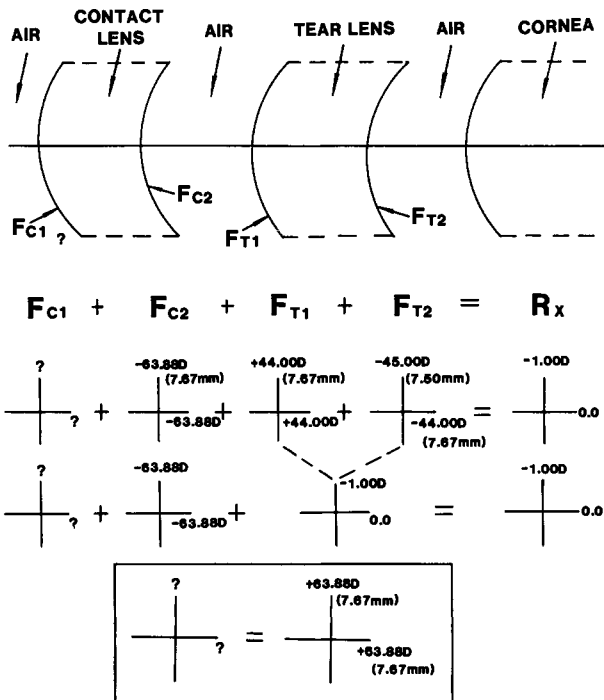 AIR CONTACT LENS AIR TEAR LENS AIR CORNEA
FC1 ? FC2 FT1 FT2
FC1 + FC2 + FT1 + FT2 = RX
? -63.88D +44.00D -45.00D -1.00D
(7.67mm) (7.67mm) (7.50mm)
? + -63.88D + +44.00D + -44.00D = 0.0
(7.67mm)
? -63.88D -1.00D -1.00D
? + -63.88D + 0.0 = 0.0
? +63.88D
(7.67mm)
? = +63.88D
(7.67mm)